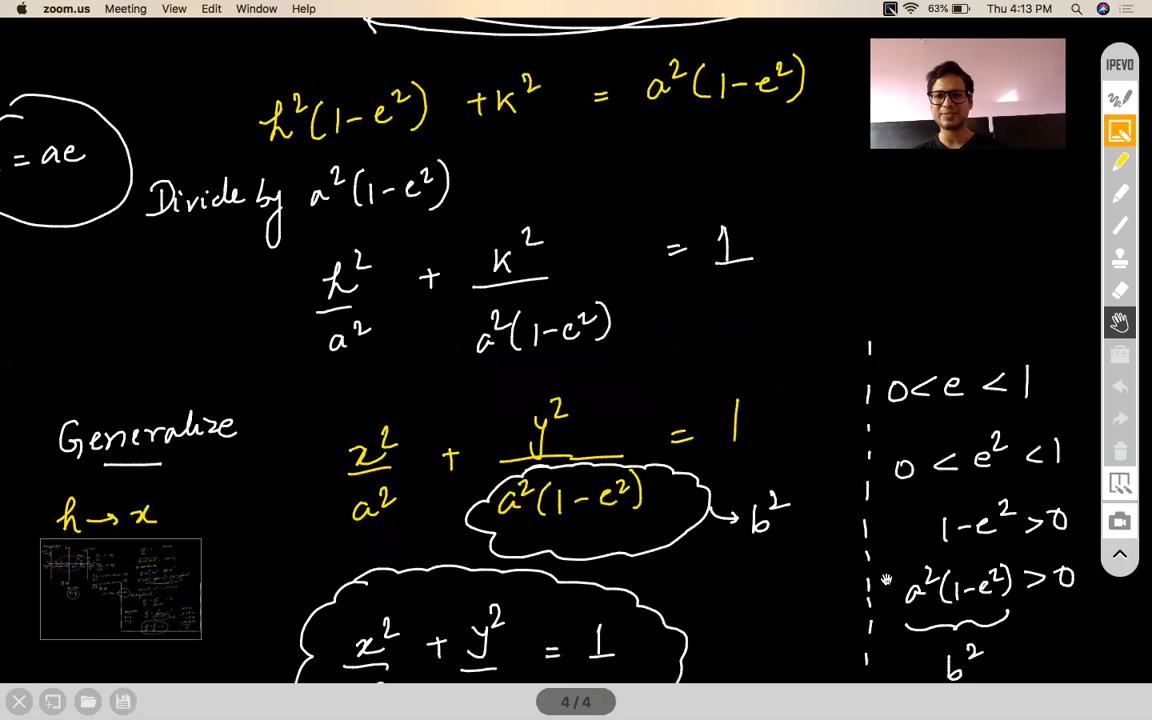 zoom.us Meeting View Edit Window Help 63% Thu 4:13 PM
IPEVO
h²(1-e²) + K² = a²(1-e²)
= ae
Divide by a²(1-e²)
h²/a² + K²/a²(1-e²) = 1
Generalize
h → x
x²/a² + y²/a²(1-e²) = 1
→ b²
x² + y² = 1
0 < e < 1
0 < e² < 1
1-e² > 0
a²(1-e²) > 0
b²
4/4